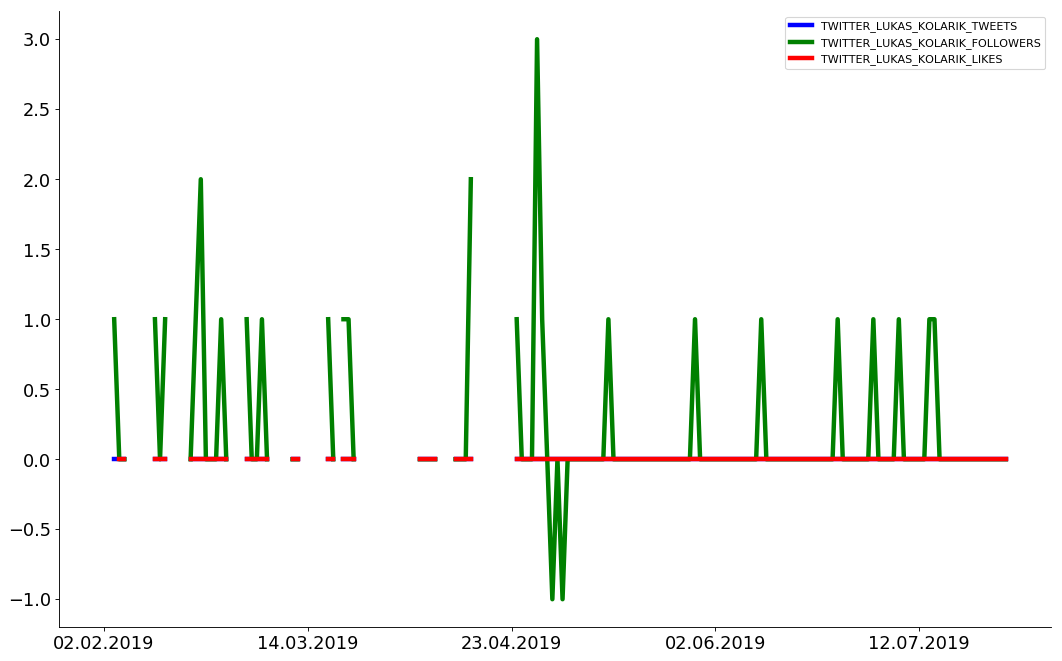 TWITTER_LUKAS_KOLARIK_TWEETS
TWITTER_LUKAS_KOLARIK_FOLLOWERS
TWITTER_LUKAS_KOLARIK_LIKES
3.0
2.5
2.0
1.5
1.0
0.5
0.0
−0.5
−1.0
02.02.2019 14.03.2019 23.04.2019 02.06.2019 12.07.2019